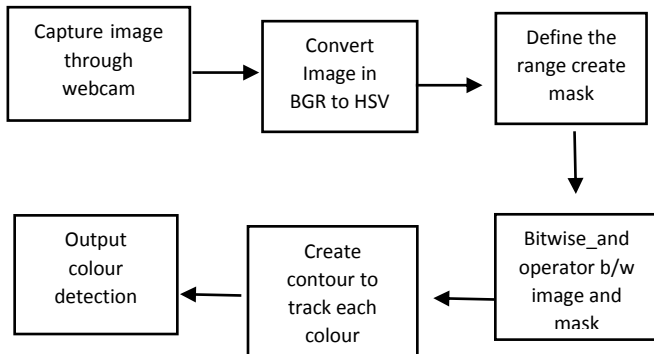 Capture image
through
webcam
Convert
Image in
BGR to HSV
Define the
range create
mask
Bitwise_and
operator b/w
image and
mask
Create
contour to
track each
colour
Output
colour
detection